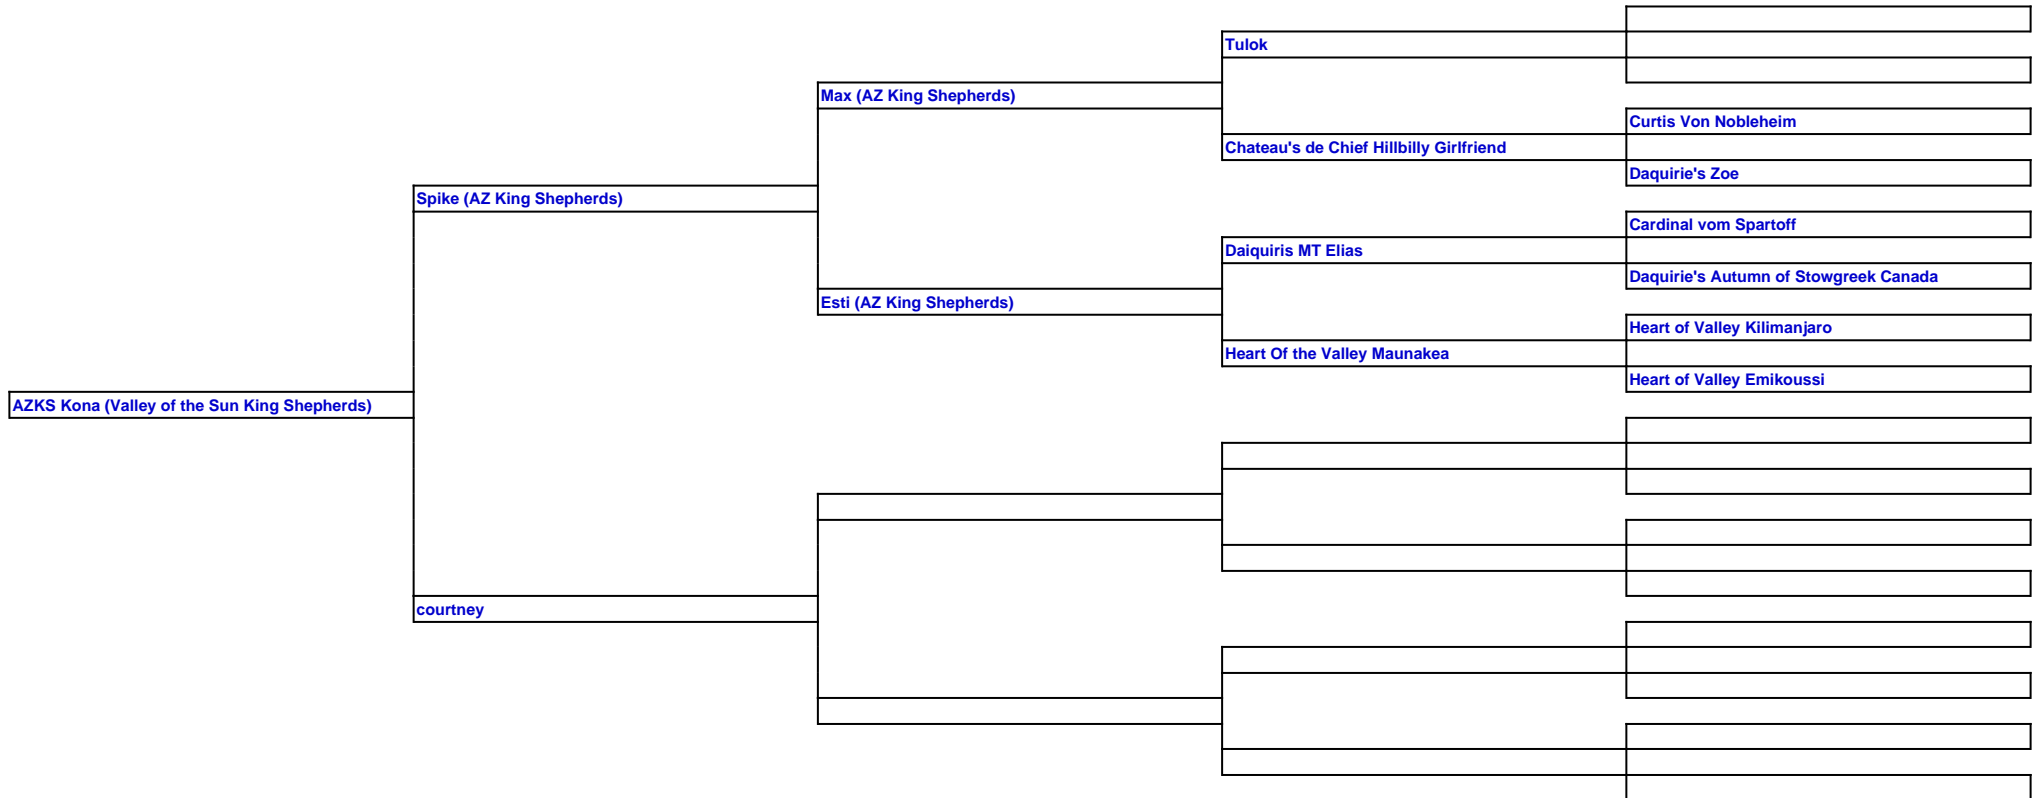 Tulok
Max (AZ King Shepherds)
Curtis Von Nobleheim
Chateau's de Chief Hillbilly Girlfriend
Daquirie's Zoe
Spike (AZ King Shepherds)
Cardinal vom Spartoff
Daiquiris MT Elias
Daquirie's Autumn of Stowgreek Canada
Esti (AZ King Shepherds)
Heart of Valley Kilimanjaro
Heart Of the Valley Maunakea
Heart of Valley Emikoussi
AZKS Kona (Valley of the Sun King Shepherds)
courtney